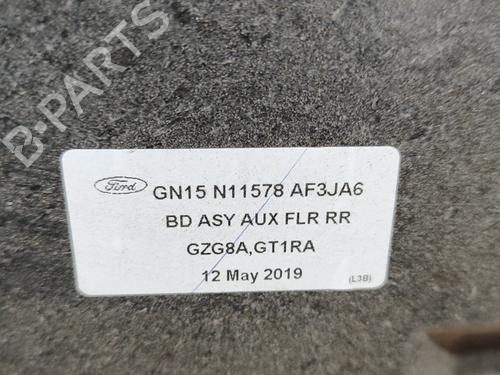 B-PARTS
Ford
GN15 N11578 AF3JA6
BD ASY AUX FLR RR
GZG8A,GT1RA
12 May 2019
(L3B)